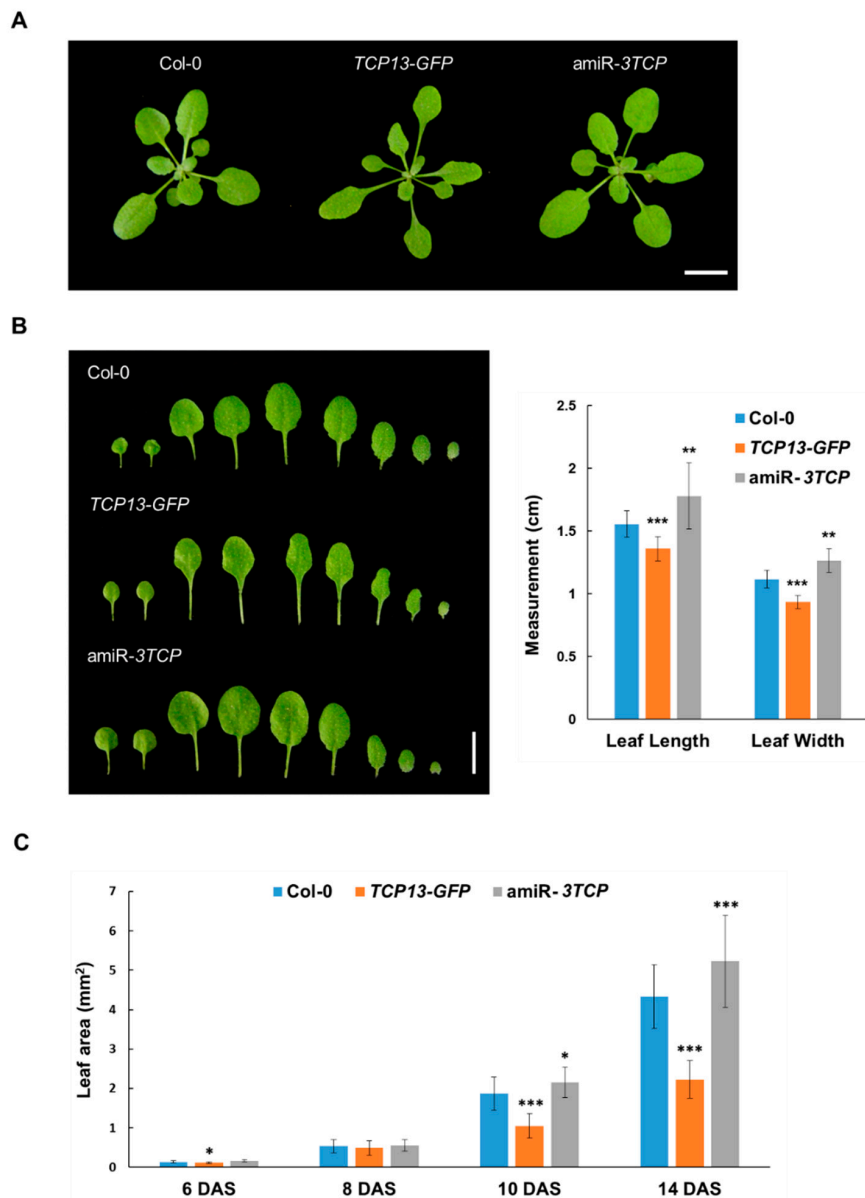 A
Col-0 TCP13-GFP amiR-3TCP
B
Col-0
TCP13-GFP
amiR-3TCP
2.5
2
1.5
1
0.5
0
Measurement (cm)
Col-0
TCP13-GFP
amiR-3TCP
*** **
*** **
Leaf Length Leaf Width
C
Col-0 TCP13-GFP amiR-3TCP
7
6
5
4
3
2
1
0
Leaf area (mm²)
*
*** *
*** ***
6 DAS 8 DAS 10 DAS 14 DAS